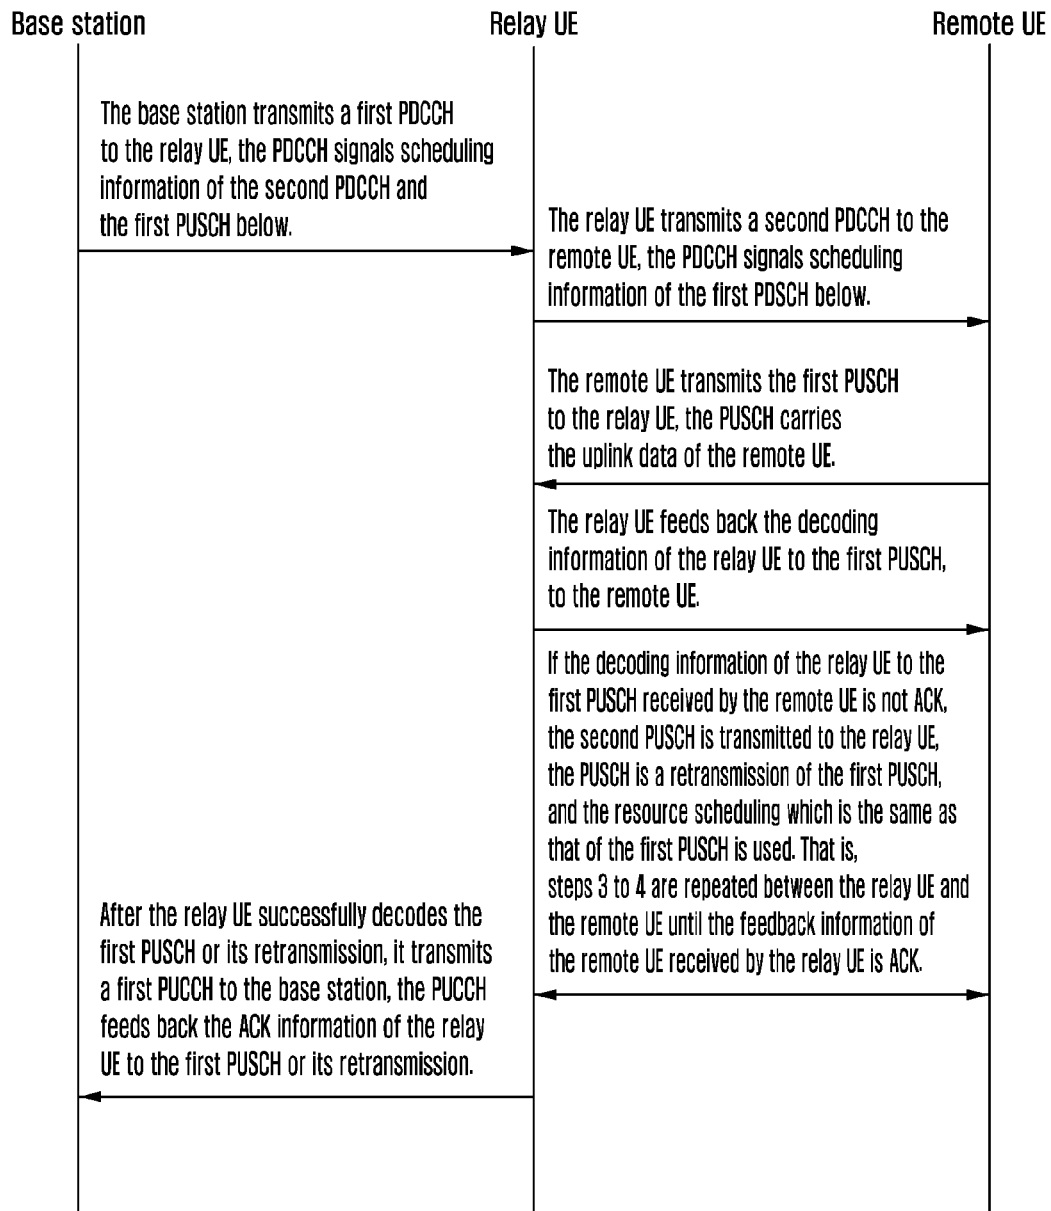 Base station
Relay UE
Remote UE
The base station transmits a first PDCCH
to the relay UE, the PDCCH signals scheduling
information of the second PDCCH and
the first PUSCH below.
The relay UE transmits a second PDCCH to the
remote UE, the PDCCH signals scheduling
information of the first PDSCH below.
The remote UE transmits the first PUSCH
to the relay UE, the PUSCH carries
the uplink data of the remote UE.
The relay UE feeds back the decoding
information of the relay UE to the first PUSCH,
to the remote UE.
If the decoding information of the relay UE to the
first PUSCH received by the remote UE is not ACK,
the second PUSCH is transmitted to the relay UE,
the PUSCH is a retransmission of the first PUSCH,
and the resource scheduling which is the same as
that of the first PUSCH is used. That is,
steps 3 to 4 are repeated between the relay UE and
the remote UE until the feedback information of
the remote UE received by the relay UE is ACK.
After the relay UE successfully decodes the
first PUSCH or its retransmission, it transmits
a first PUCCH to the base station, the PUCCH
feeds back the ACK information of the relay
UE to the first PUSCH or its retransmission.